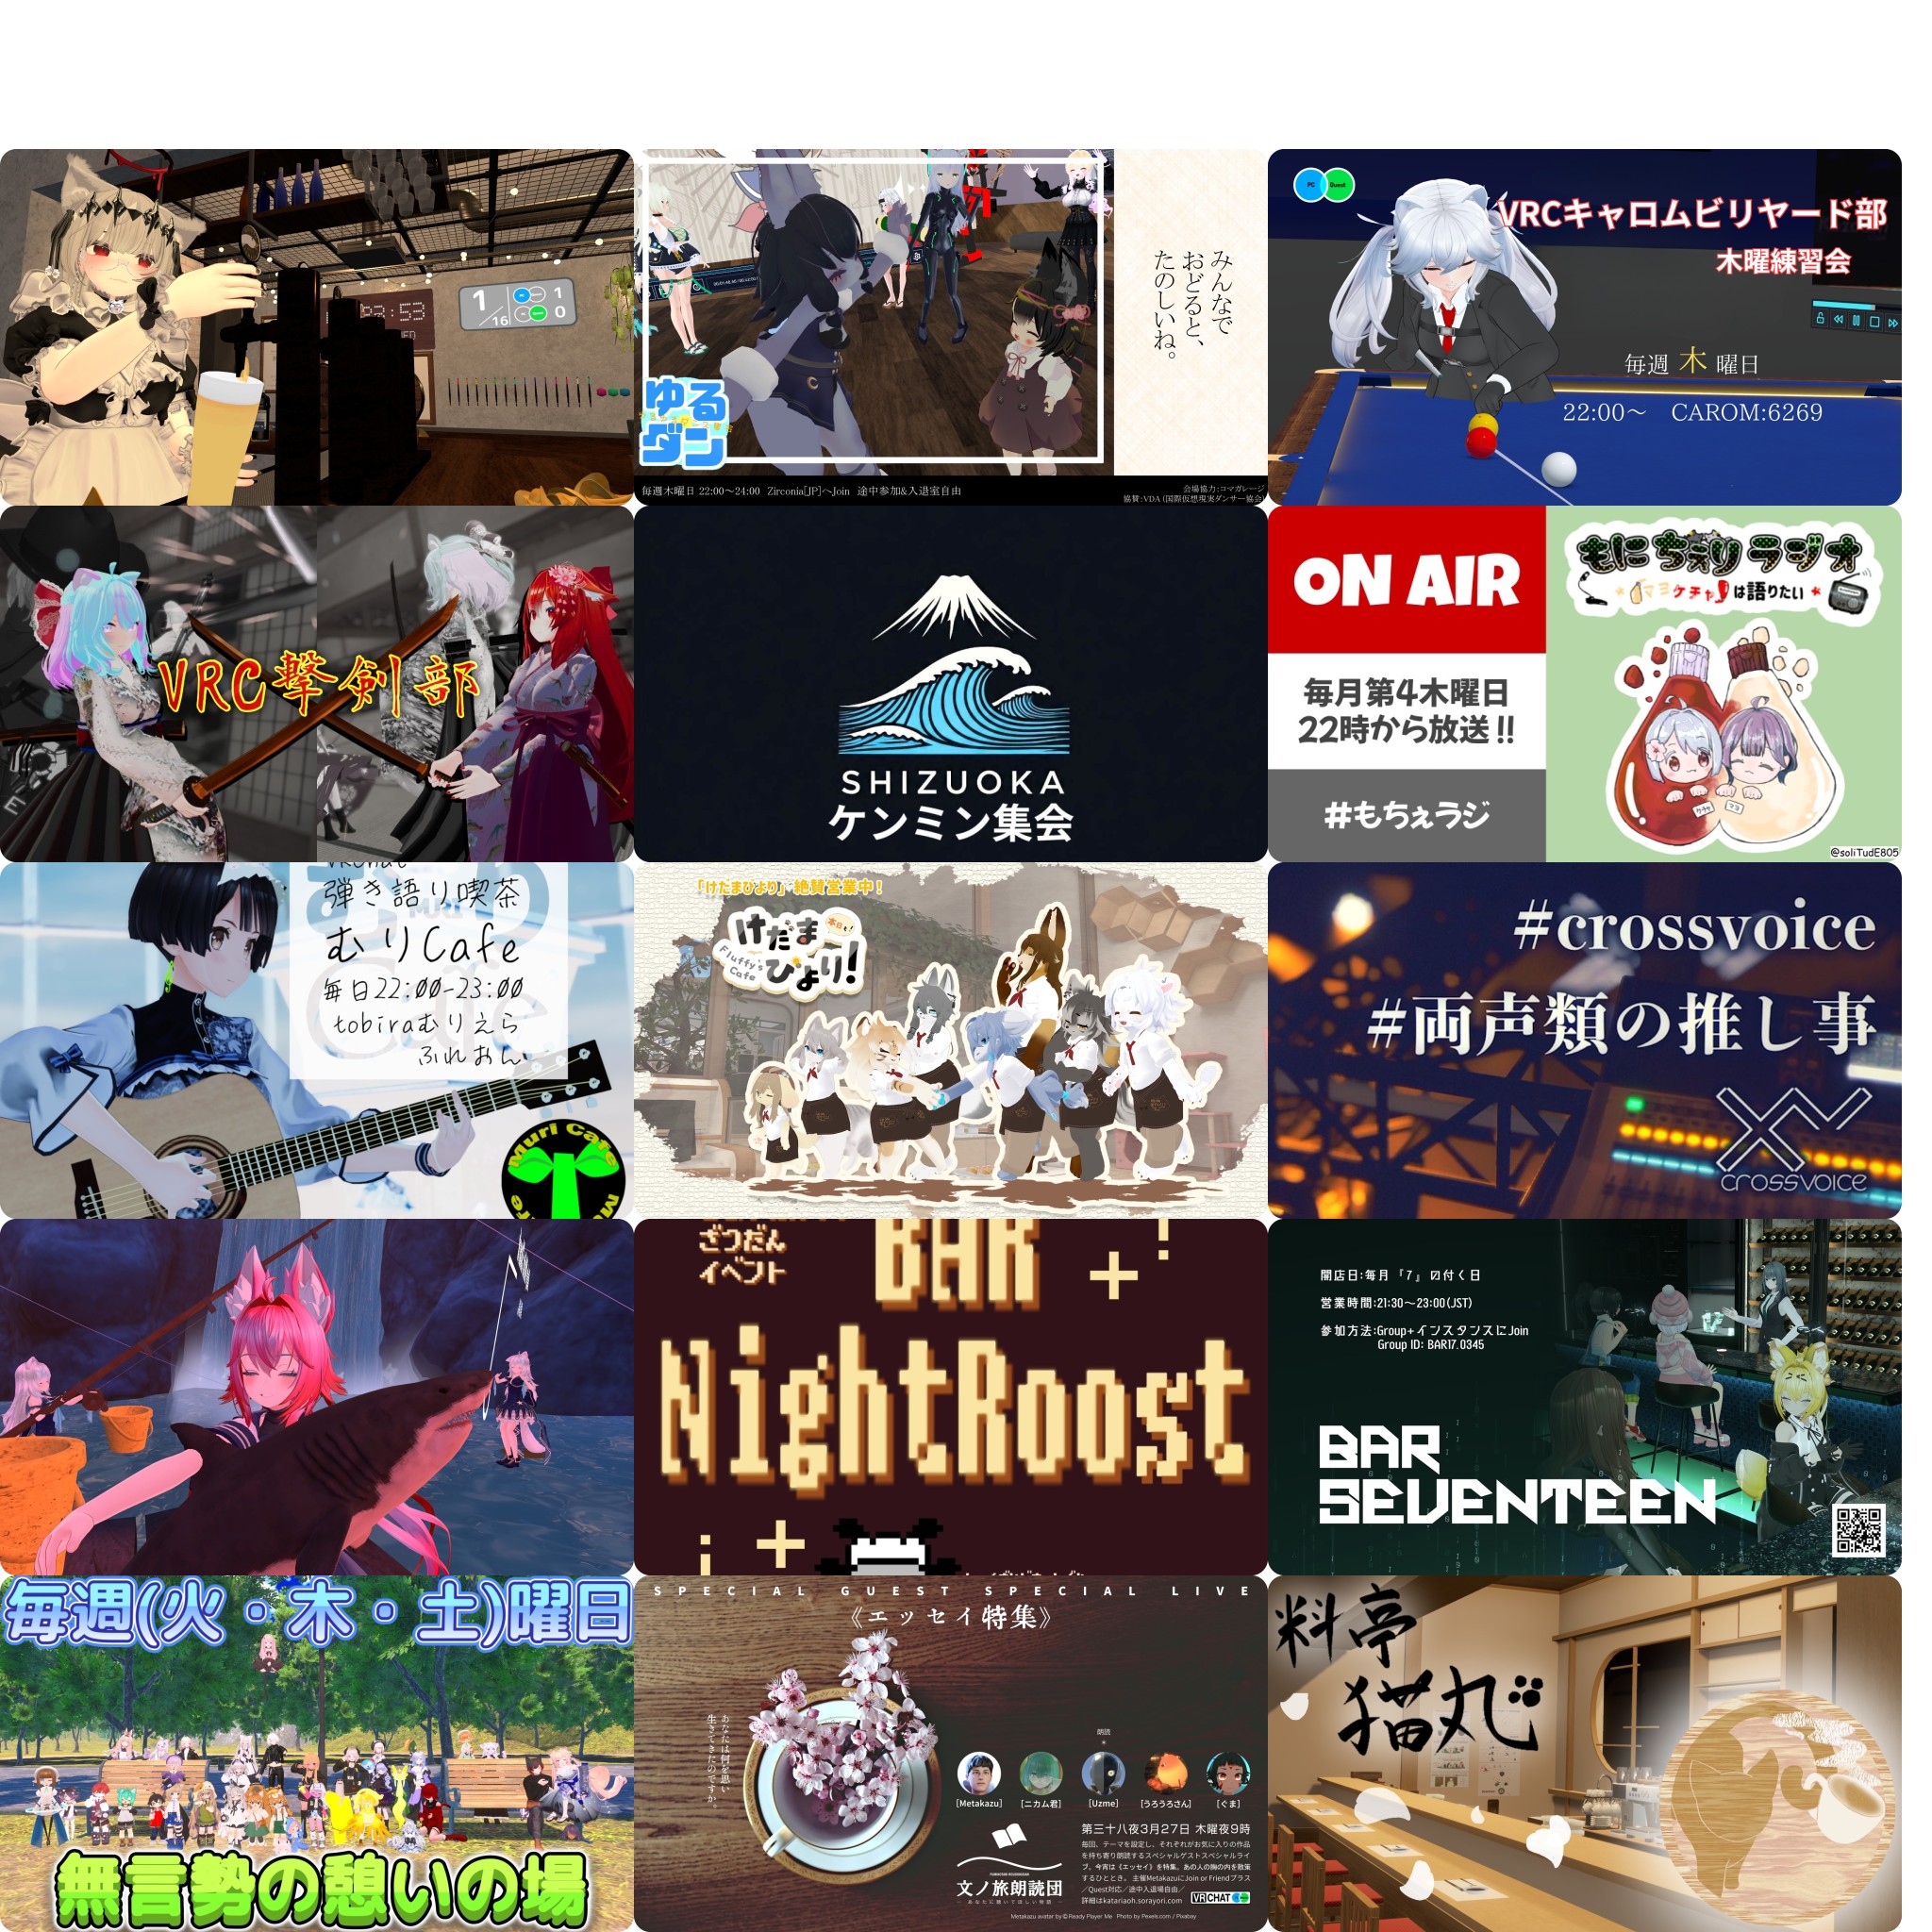 1
16
1
0
みんなで
おどると、
たのしいね。
ゆる
ダン
毎週木曜日 22:00〜24:00 Zirconia[JP]へJoin 途中参加&入退室自由
会場協力:コマガレージ
協賛:VDA (国際仮想現実ダンサー協会)
PC Quest
VRCキャロムビリヤード部
木曜練習会
毎週 木 曜日
22:00〜 CAROM:6269
VRC撃剣部
SHIZUOKA
ケンミン集会
ON AIR
毎月第4木曜日
22時から放送!!
#もちぇラジ
もにちぇりラジオ
マヨケチャは語りたい
ケチャ
マヨ
@soliTudE805
VRChat
弾き語り喫茶
むりCafe
毎日22:00-23:00
tobiraむりえら
ふれおん
Muri Cafe
「けだまびより」絶賛営業中!
本日も!
けだま
びより!
Fluffy's
Cafe
#crossvoice
#両声類の推し事
crossvoice
ざつだん
イベント
BAR
NightRoost
開店日:毎月『7』の付く日
営業時間:21:30〜23:00(JST)
参加方法:Group+インスタンスにJoin
Group ID: BAR17.0345
BAR
SEVENTEEN
毎週(火・木・土)曜日
無言勢の憩いの場
SPECIAL GUEST SPECIAL LIVE
《エッセイ特集》
あなたは何を思い
生きてきたのですか
朗読
[Metakazu]
[ニカム君]
[Uzme]
[うろうろさん]
[ぐま]
第三十八夜3月27日 木曜夜9時
毎回、テーマを設定し、それぞれがお気に入りの作品
を持ち寄り朗読するスペシャルゲストスペシャルライ
ブ。今宵は《エッセイ》を特集。あの人の胸の内を散策
するひととき。 主催MetakazuにJoin or Friendプラス
/Quest対応/途中入退場自由/
詳細はkatariaoh.sorayori.com
VRCHAT
文ノ旅朗読団
Metakazu avatar by © Ready Player Me Photo by Pexels.com / Pixabay
料亭
猫丸